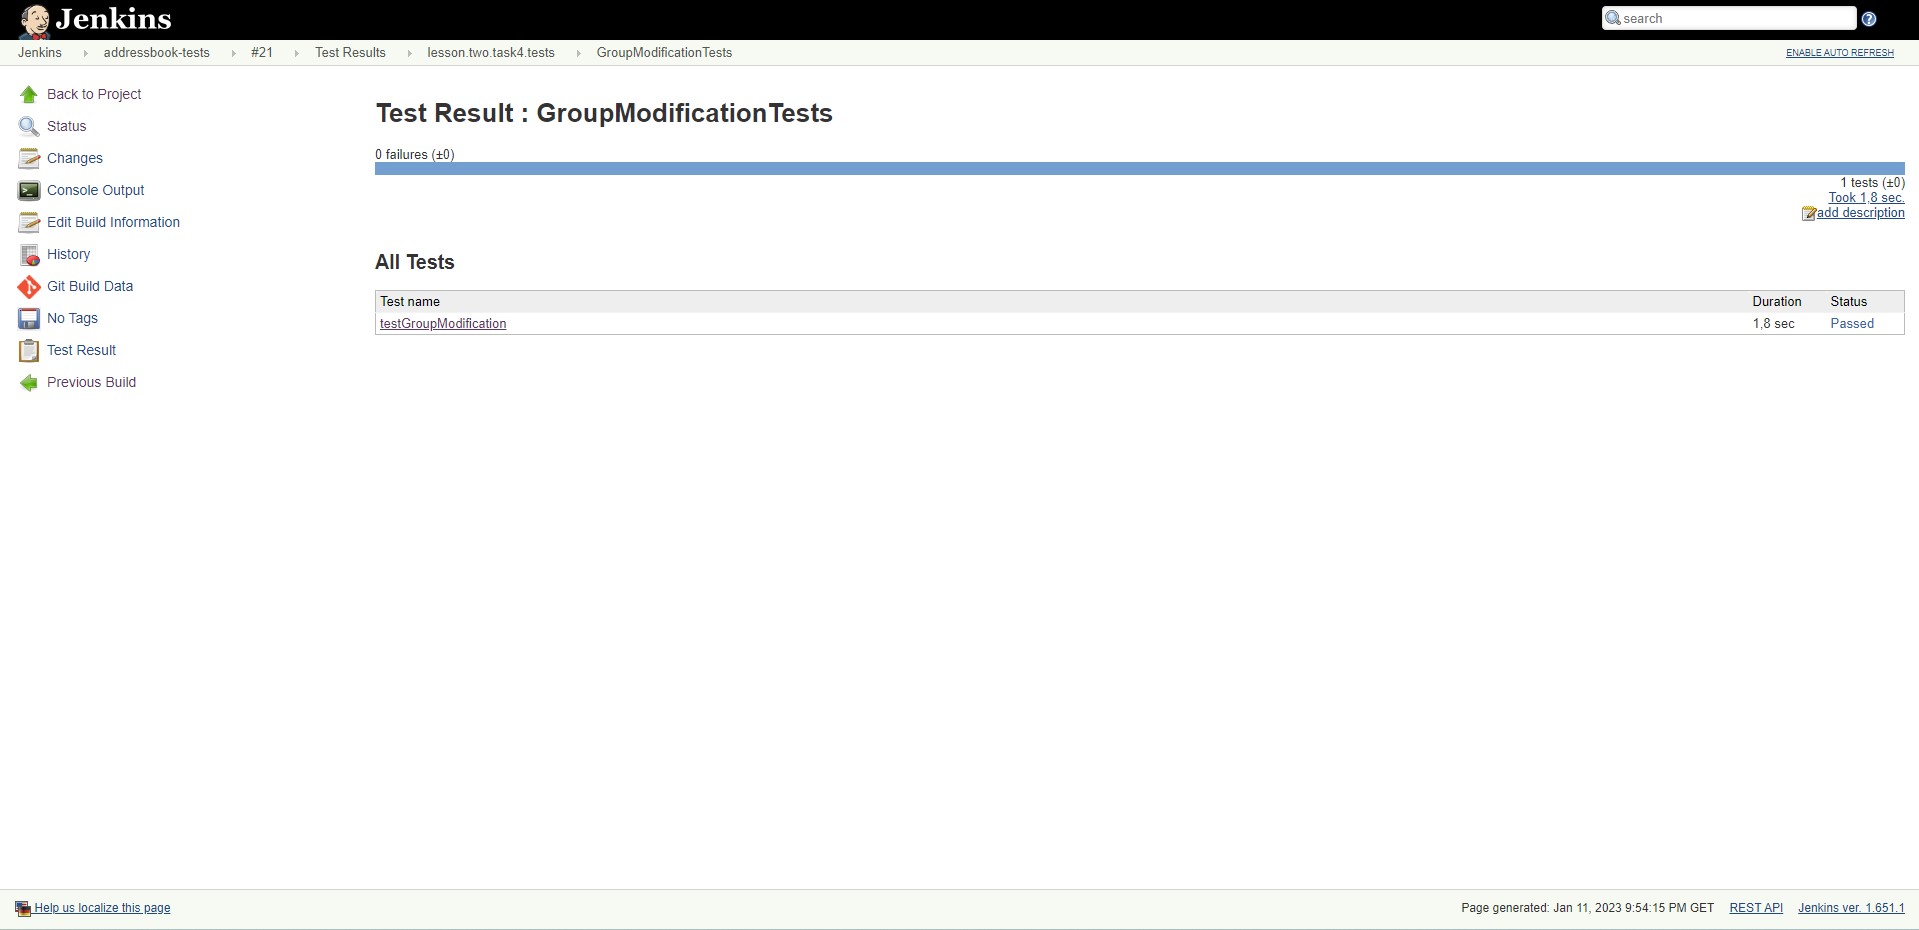 Jenkins
search
Jenkins addressbook-tests #21 Test Results lesson.two.task4.tests GroupModificationTests
ENABLE AUTO REFRESH
Back to Project
Status
Changes
Console Output
Edit Build Information
History
Git Build Data
No Tags
Test Result
Previous Build
Test Result : GroupModificationTests
0 failures (±0)
1 tests (±0)
Took 1,8 sec.
add description
All Tests
Test name Duration Status
testGroupModification 1,8 sec Passed
Help us localize this page
Page generated: Jan 11, 2023 9:54:15 PM GET REST API Jenkins ver. 1.651.1